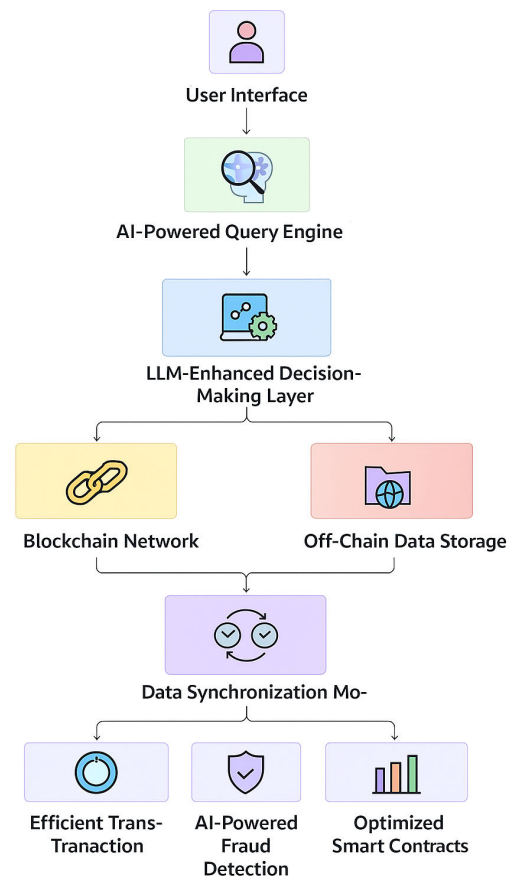 User Interface
AI-Powered Query Engine
LLM-Enhanced Decision-
Making Layer
Blockchain Network
Off-Chain Data Storage
Data Synchronization Mo-
Efficient Trans-
Tranaction
AI-Powered
Fraud
Detection
Optimized
Smart Contracts